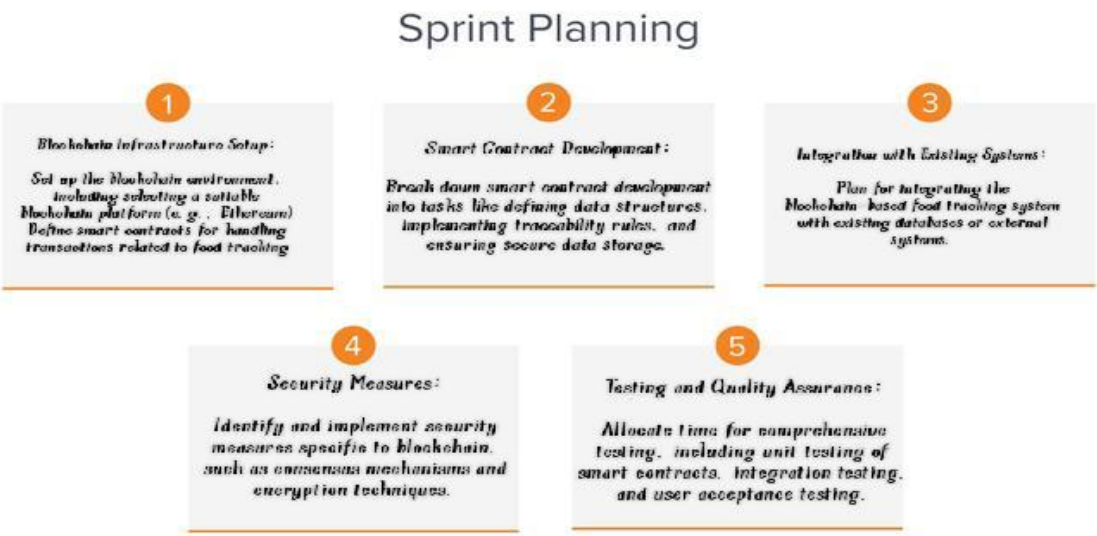 Sprint Planning
1
Blockchain Infrastructure Setup:
Set up the blockchain environment,
including selecting a suitable
blockchain platform (e. g. , Ethereum)
Define smart contracts for handling
transactions related to food tracking
2
Smart Contract Development:
Break down smart contract development
into tasks like defining data structures,
implementing traceability rules, and
ensuring secure data storage.
3
Integration with Existing Systems:
Plan for integrating the
blockchain-based food tracking system
with existing databases or external
systems.
4
Security Measures:
Identify and implement security
measures specific to blockchain,
such as consensus mechanisms and
encryption techniques.
5
Testing and Quality Assurance:
Allocate time for comprehensive
testing, including unit testing of
smart contracts, integration testing,
and user acceptance testing.